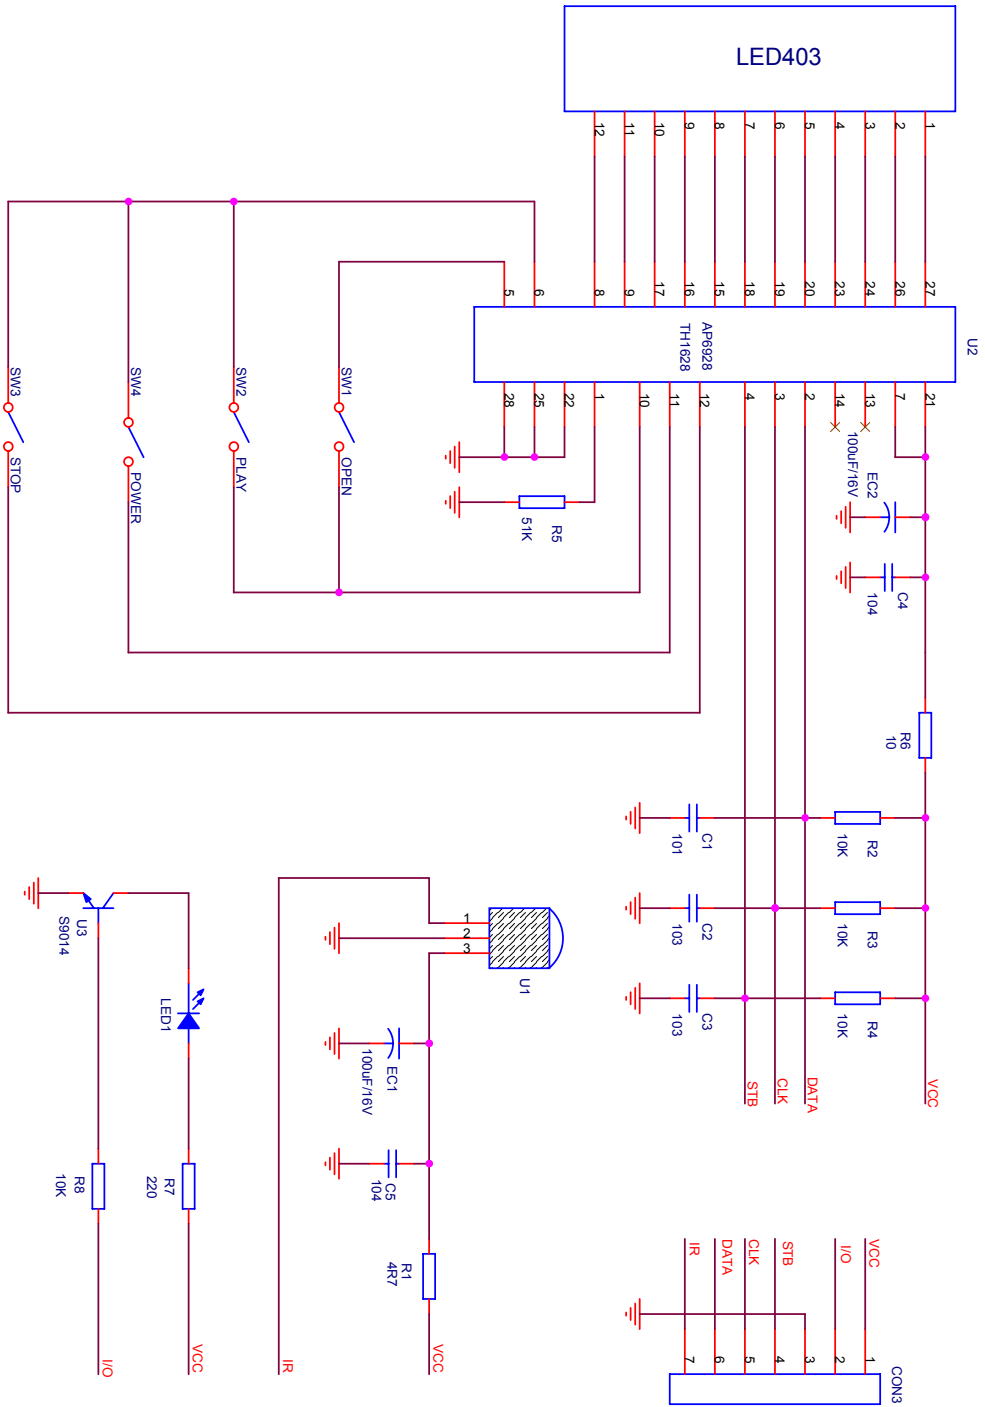 LED403
12
11
10
9
8
7
6
5
4
3
2
1
5
6
8
9
17
16
15
18
19
20
23
24
26
27
U2
AP6928
TH1628
28
25
22
1
10
11
12
4
3
2
14
13
7
21
SW3
STOP
SW4
POWER
SW2
PLAY
SW1
OPEN
R5
51K
EC2
100uF/16V
C4
104
R6
10
C1
101
R2
10K
C2
103
R3
10K
C3
103
R4
10K
STB
CLK
DATA
VCC
U3
S9014
LED1
R8
10K
R7
220
I/O
VCC
1
2
3
U1
EC1
100uF/16V
C5
104
R1
4R7
IR
VCC
IR
DATA
CLK
STB
I/O
VCC
7
6
5
4
3
2
1
CON3